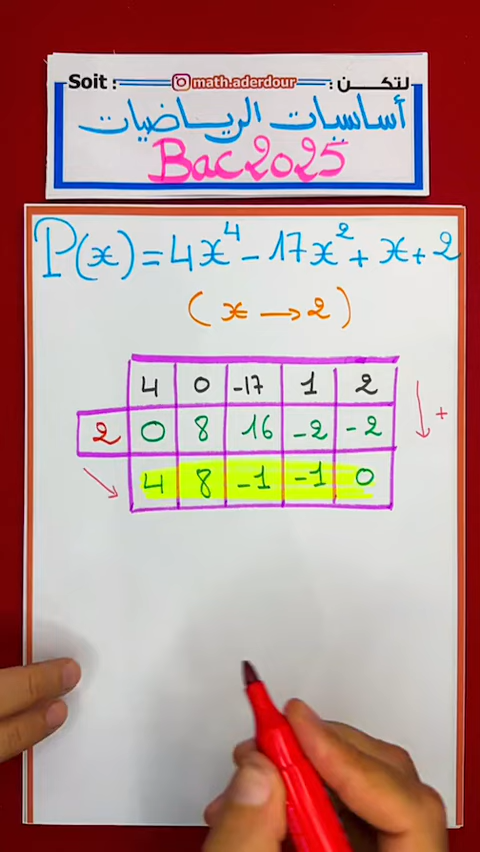 Soit : math.aderdour لتكن :
أساسيات الرياضيات
Bac2025
P(x) = 4x⁴ - 17x² + x + 2
(x → 2)
4 0 -17 1 2
2 0 8 16 -2 -2 +
4 8 -1 -1 0